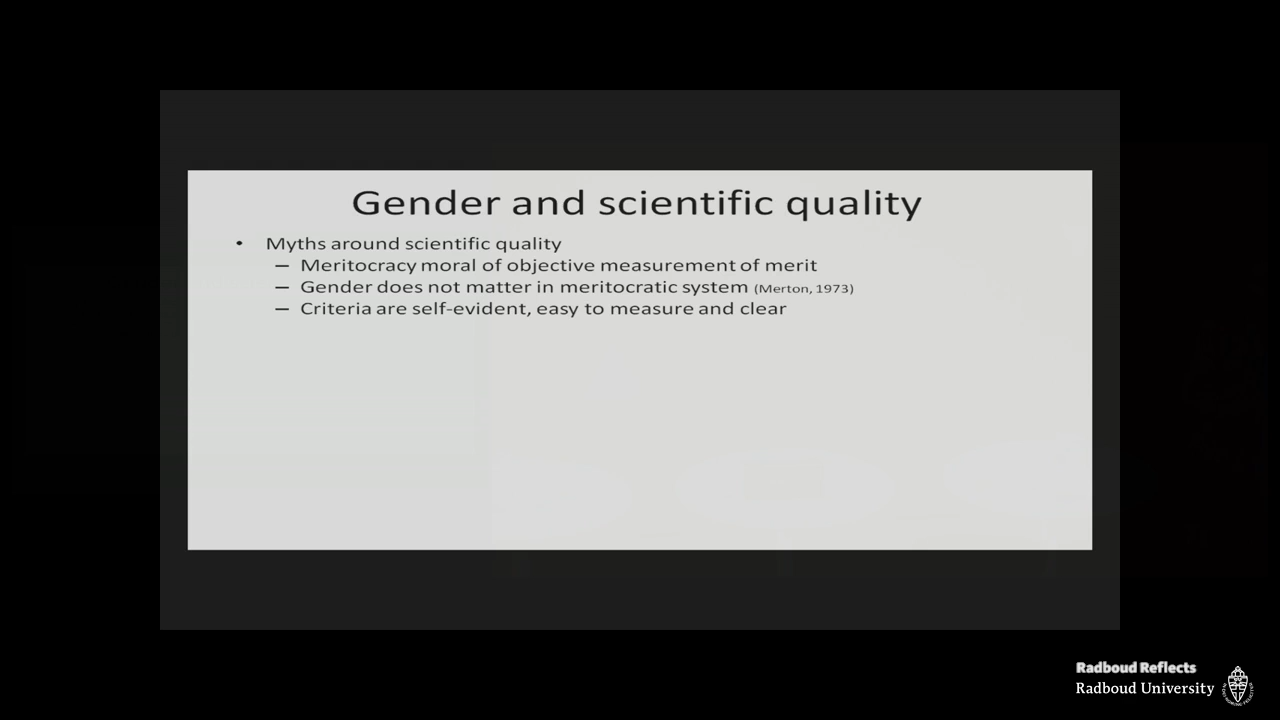 Gender and scientific quality
• Myths around scientific quality
– Meritocracy moral of objective measurement of merit
– Gender does not matter in meritocratic system (Merton, 1973)
– Criteria are self-evident, easy to measure and clear
Radboud Reflects
Radboud University